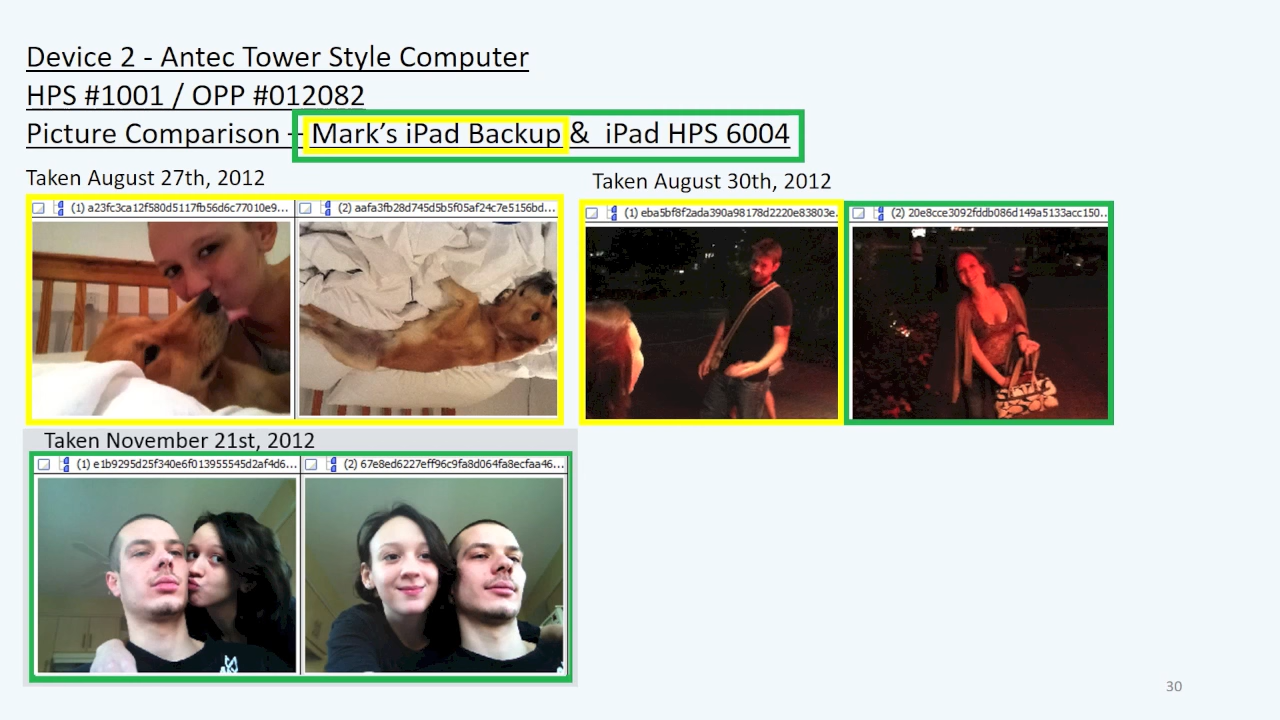 Device 2 - Antec Tower Style Computer
HPS #1001 / OPP #012082
Picture Comparison – Mark's iPad Backup & iPad HPS 6004
Taken August 27th, 2012
(1) a23fc3ca12f580d5117fb56d6c77010e9...
(2) aafa3fb28d745d5b5f05af24c7e5156bd...
Taken August 30th, 2012
(1) eba5bf8f2ada390a98178d2220e83803e.
(2) 20e8cce3092fddb086d149a5133acc150..
Taken November 21st, 2012
(1) e1b9295d25f340e6f013955545d2af4d6...
(2) 67e8ed6227eff96c9fa8d064fa8ecfaa46...
30